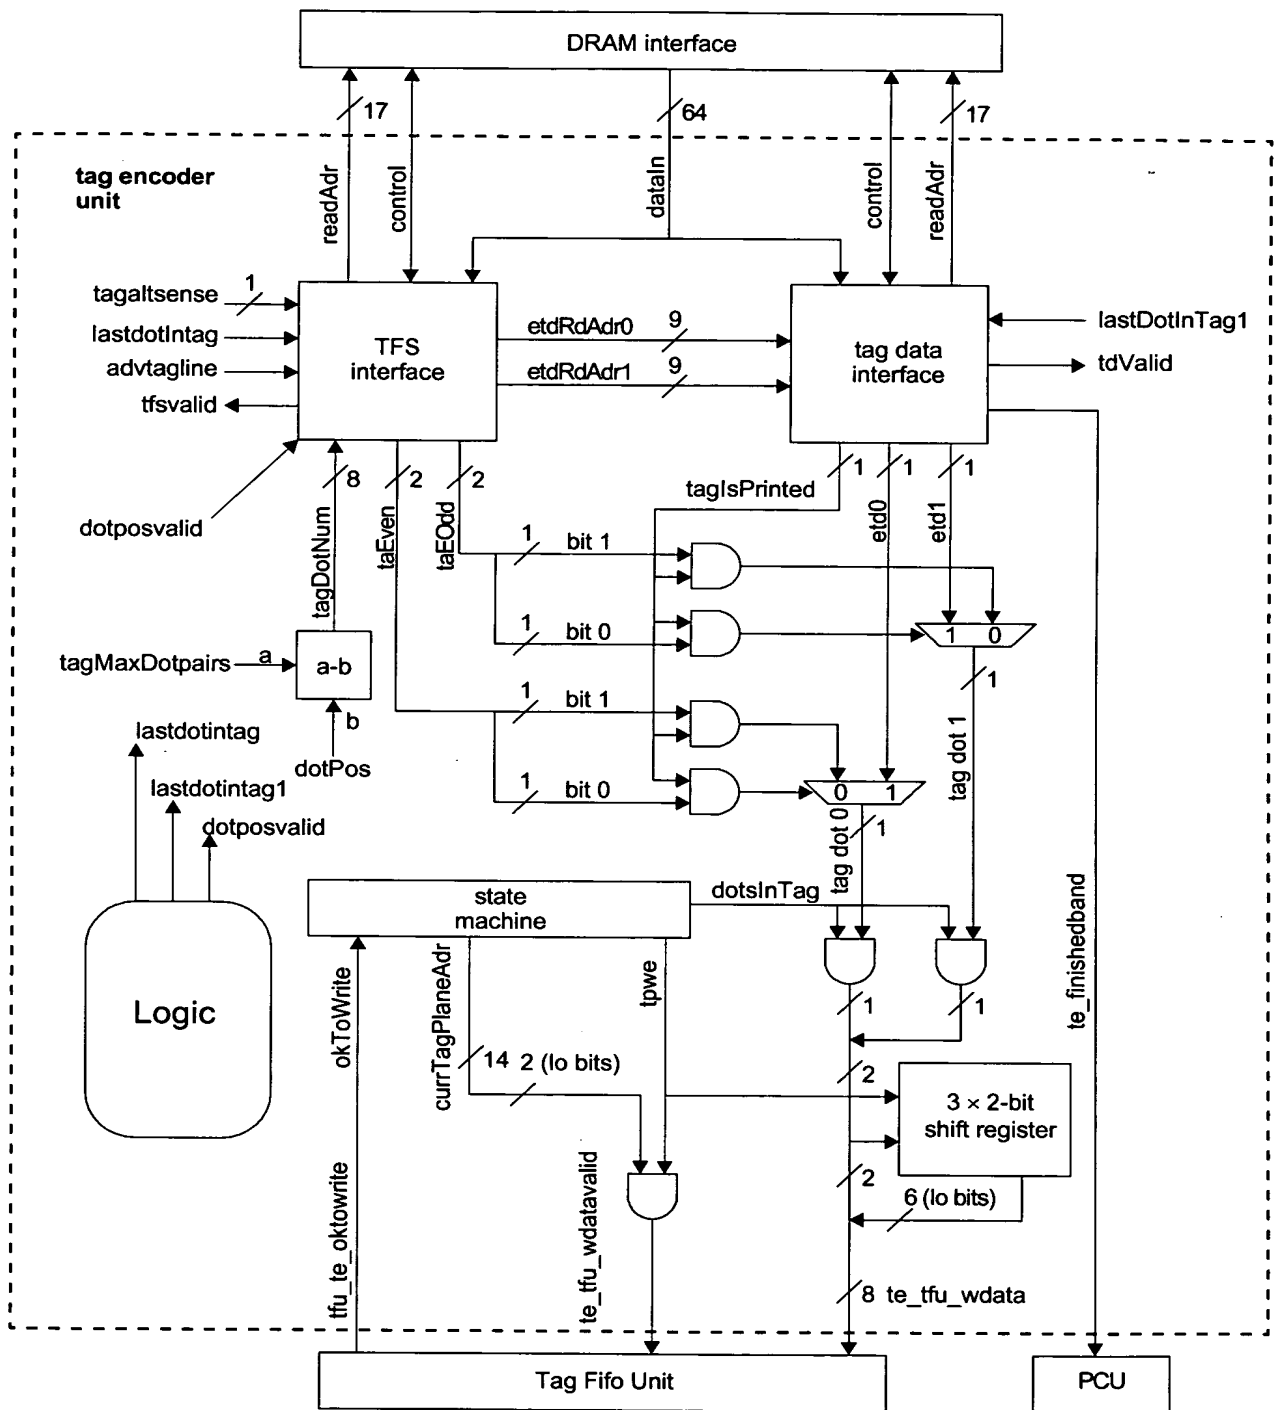 DRAM interface
17
64
17
tag encoder
unit
readAdr
control
dataIn
control
readAdr
tagaltsense
1
lastdotIntag
advtagline
tfsvalid
dotposvalid
TFS
interface
etdRdAdr0
9
etdRdAdr1
9
tag data
interface
lastDotInTag1
tdValid
8
2
2
tagIsPrinted
1
1
1
tagDotNum
taEven
taEOdd
etd0
etd1
1
bit 1
1
bit 0
1 0
1
tagMaxDotpairs
a
a-b
b
dotPos
1
bit 1
1
bit 0
0 1
1
tag dot 1
tag dot 0
lastdotintag
lastdotintag1
dotposvalid
Logic
state
machine
dotsInTag
okToWrite
currTagPlaneAdr
tpwe
14
2 (lo bits)
1
1
2
3 × 2-bit
shift register
2
6 (lo bits)
te_finishedband
tfu_te_oktowrite
te_tfu_wdatavalid
8 te_tfu_wdata
Tag Fifo Unit
PCU